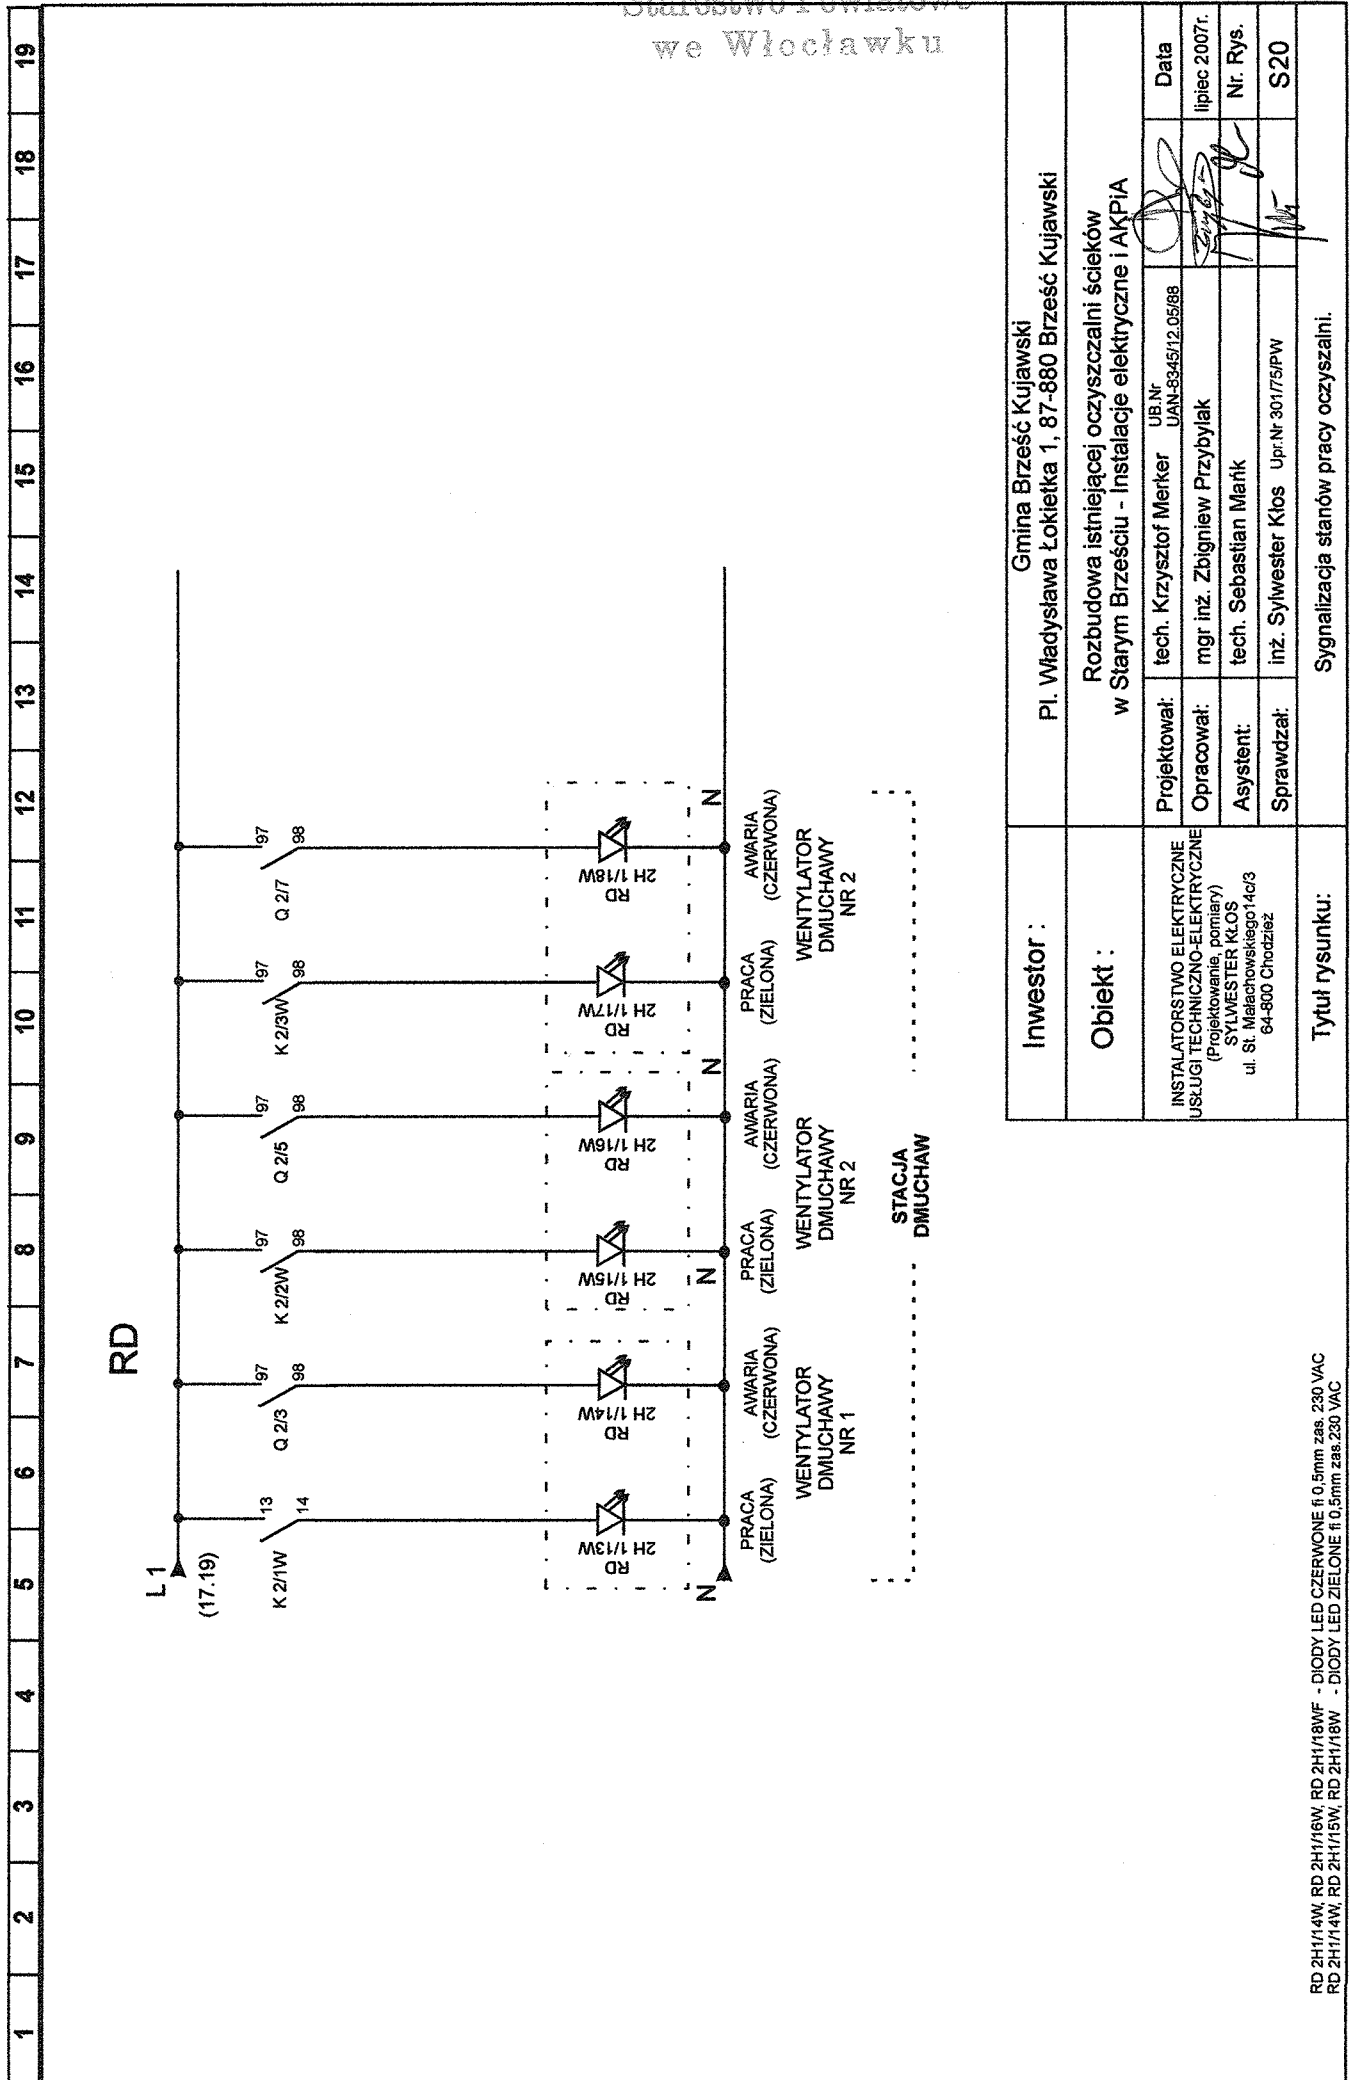 1 2 3 4 5 6 7 8 9 10 11 12 13 14 15 16 17 18 19
we Włocławku
RD
L 1
(17.19)
K 2/1W
13
14
Q 2/3
97
98
K 2/2W
97
98
Q 2/5
97
98
K 2/3W
97
98
Q 2/7
97
98
RD
2H 1/13W
RD
2H 1/14W
RD
2H 1/15W
RD
2H 1/16W
RD
2H 1/17W
RD
2H 1/18W
N
N
N
N
PRACA
(ZIELONA)
AWARIA
(CZERWONA)
PRACA
(ZIELONA)
AWARIA
(CZERWONA)
PRACA
(ZIELONA)
AWARIA
(CZERWONA)
WENTYLATOR
DMUCHAWY
NR 1
WENTYLATOR
DMUCHAWY
NR 2
WENTYLATOR
DMUCHAWY
NR 2
STACJA
DMUCHAW
Inwestor :
Gmina Brześć Kujawski
Pl. Władysława Łokietka 1, 87-880 Brześć Kujawski
Obiekt :
Rozbudowa istniejącej oczyszczalni ścieków
w Starym Brześciu - Instalacje elektryczne i AKPiA
INSTALATORSTWO ELEKTRYCZNE
USŁUGI TECHNICZNO-ELEKTRYCZNE
(Projektowanie, pomiary)
SYLWESTER KŁOS
ul. St. Małachowskiego14c/3
64-800 Chodzież
Projektował: tech. Krzysztof Merker UB.Nr
UAN-8345/12.05/88
Data
Opracował: mgr inż. Zbigniew Przybylak
lipiec 2007r.
Asystent: tech. Sebastian Mańk
Nr. Rys.
Sprawdzał: inż. Sylwester Kłos Upr.Nr 301/75/PW
S20
Tytuł rysunku:
Sygnalizacja stanów pracy oczyszalni.
RD 2H1/14W, RD 2H1/16W, RD 2H1/18WF - DIODY LED CZERWONE fi 0,5mm zas. 230 VAC
RD 2H1/14W, RD 2H1/15W, RD 2H1/18W - DIODY LED ZIELONE fi 0,5mm zas.230 VAC